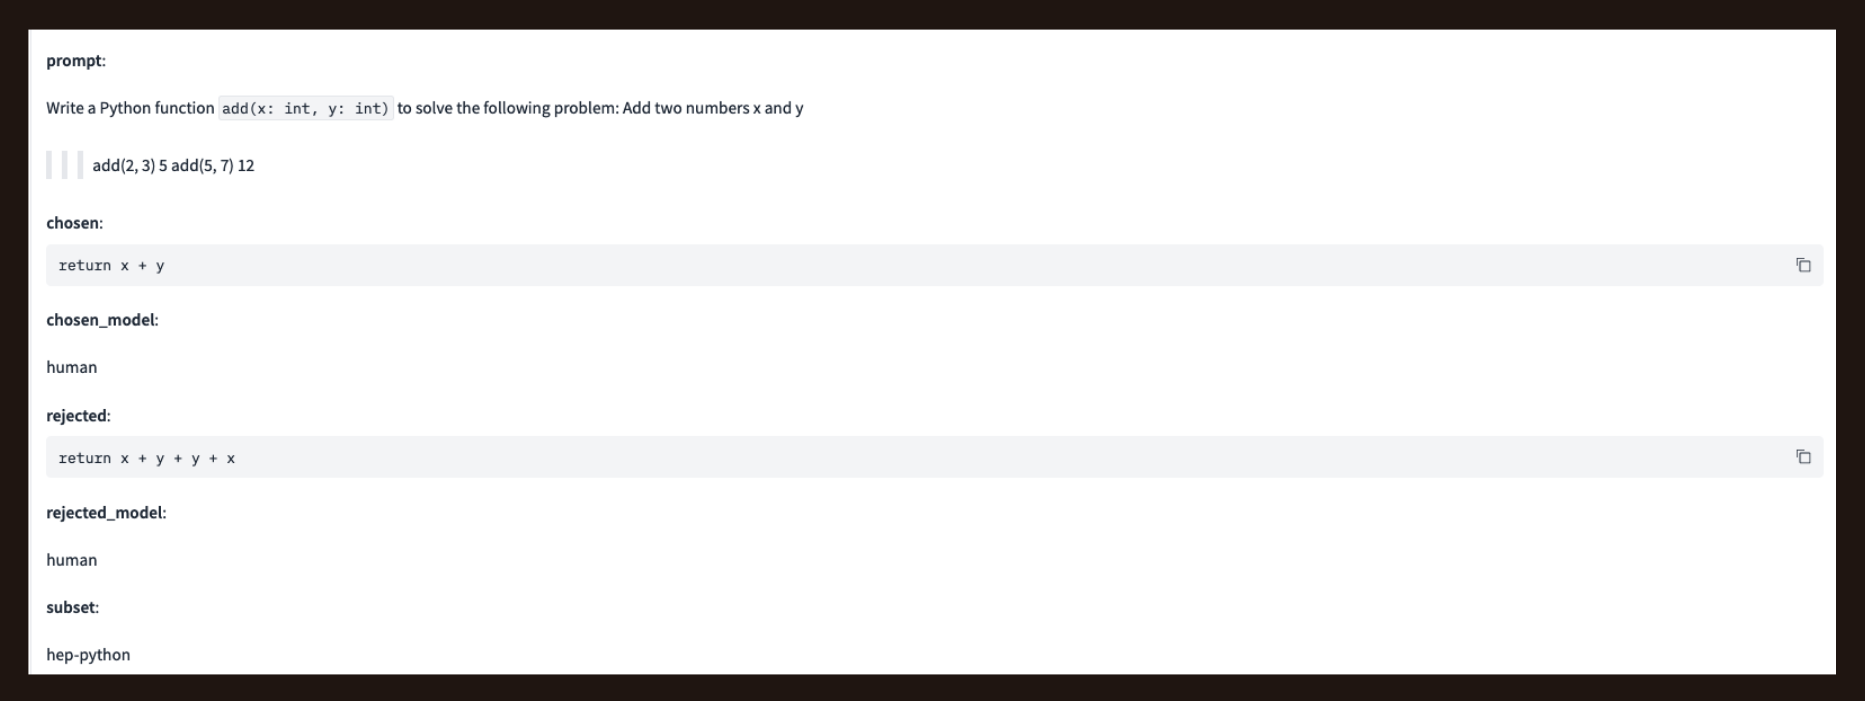 prompt:
Write a Python function add(x: int, y: int) to solve the following problem: Add two numbers x and y
add(2, 3) 5 add(5, 7) 12
chosen:
return x + y
chosen_model:
human
rejected:
return x + y + y + x
rejected_model:
human
subset:
hep-python